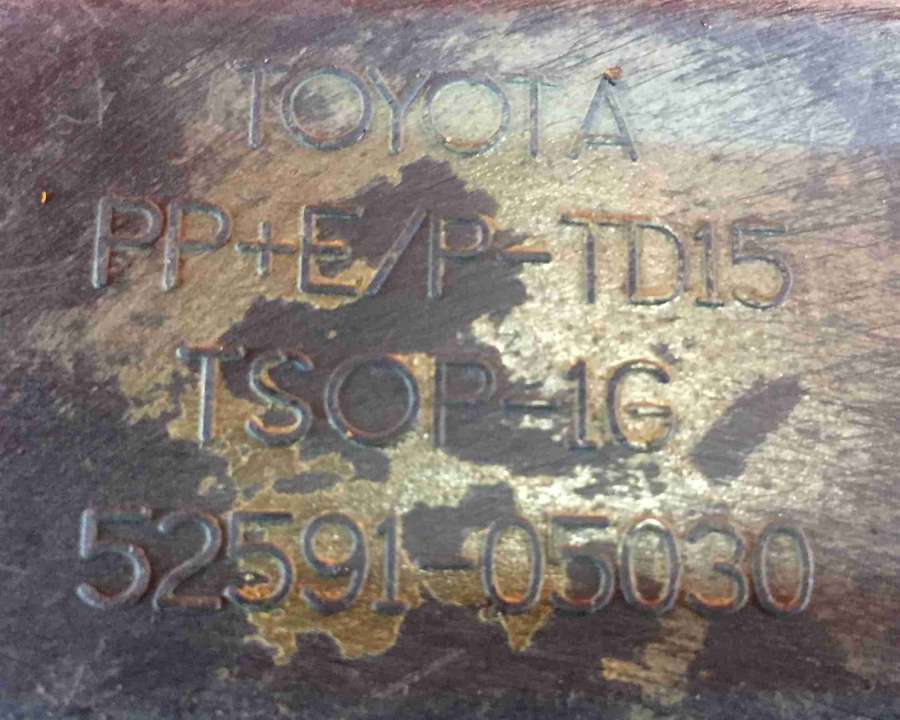 TOYOTA
PP+E/P-TD15
TSOP-1G
52591-05030